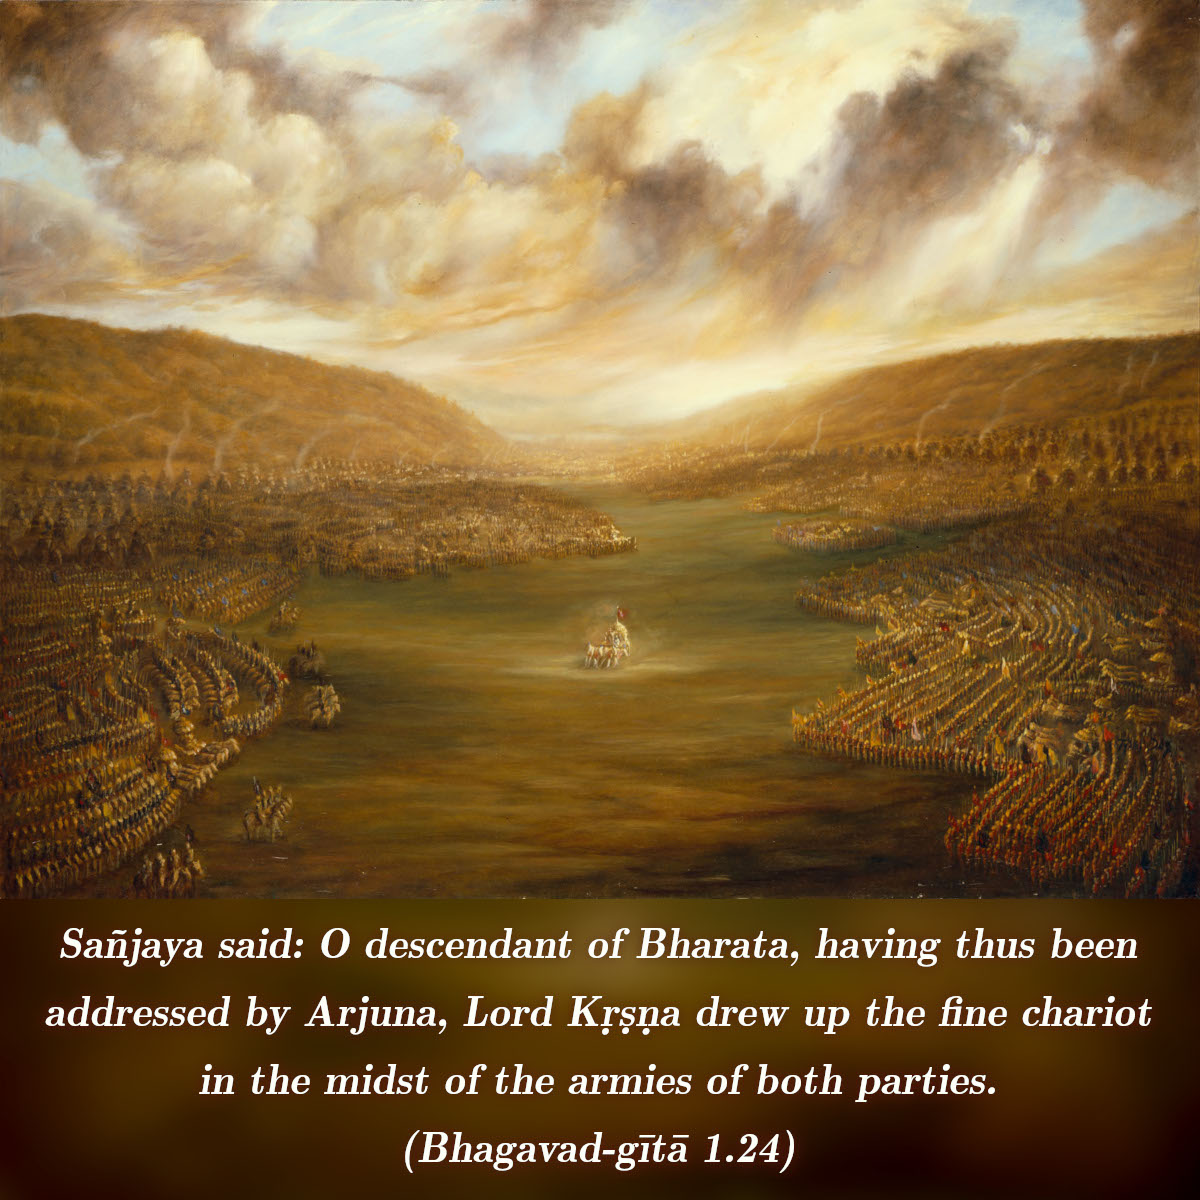 Sañjaya said: O descendant of Bharata, having thus been
addressed by Arjuna, Lord Kṛṣṇa drew up the fine chariot
in the midst of the armies of both parties.
(Bhagavad-gītā 1.24)